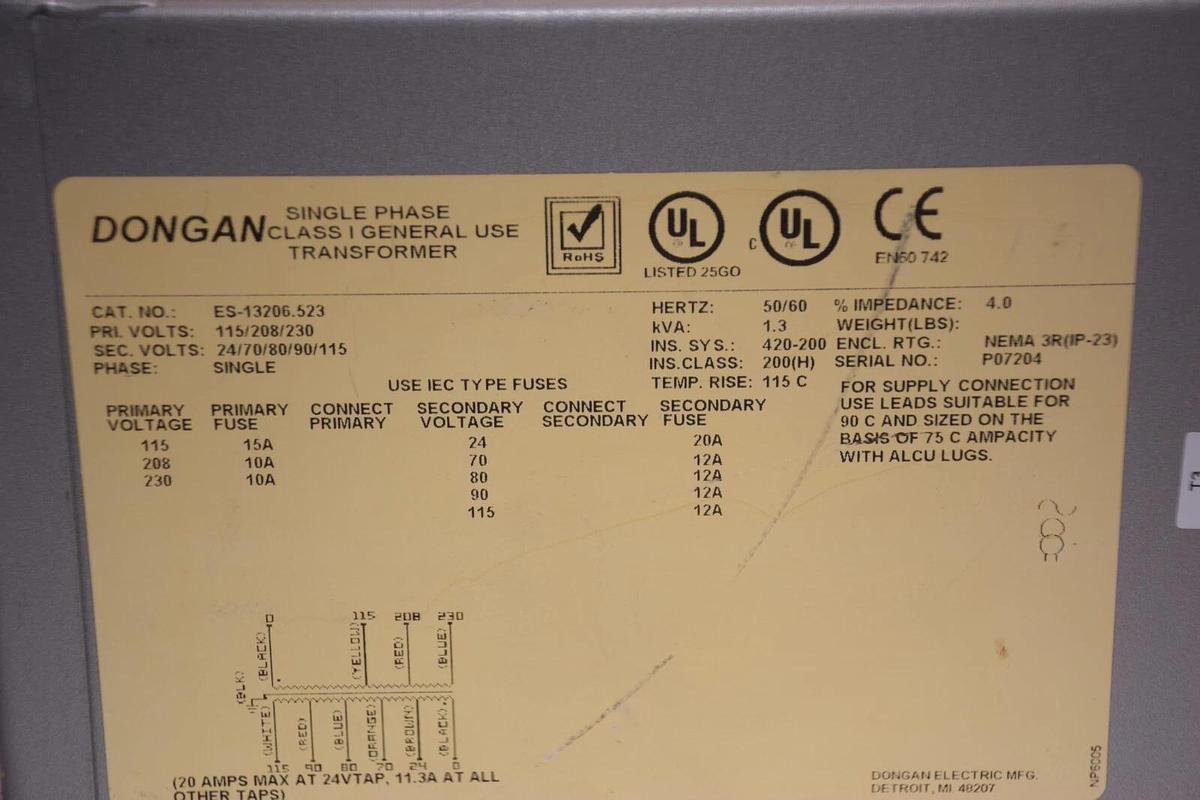 DONGAN
SINGLE PHASE
CLASS I GENERAL USE
TRANSFORMER
RoHS
UL
LISTED 25GO
C UL
CE
EN60 742
CAT. NO.: ES-13206.523
PRI. VOLTS: 115/208/230
SEC. VOLTS: 24/70/80/90/115
PHASE: SINGLE
HERTZ: 50/60
kVA: 1.3
INS. SYS.: 420-200
INS.CLASS: 200(H)
TEMP. RISE: 115 C
% IMPEDANCE: 4.0
WEIGHT(LBS):
ENCL. RTG.: NEMA 3R(IP-23)
SERIAL NO.: P07204
USE IEC TYPE FUSES
PRIMARY PRIMARY CONNECT SECONDARY CONNECT SECONDARY
VOLTAGE FUSE PRIMARY VOLTAGE SECONDARY FUSE
115 15A 24 20A
208 10A 70 12A
230 10A 80 12A
90 12A
115 12A
FOR SUPPLY CONNECTION
USE LEADS SUITABLE FOR
90 C AND SIZED ON THE
BASIS OF 75 C AMPACITY
WITH ALCU LUGS.
T3
0 115 208 230
(BLACK) (YELLOW) (RED) (BLUE)
(BLK)
(WHITE) (RED) (BLUE) (ORANGE) (BROWN) (BLACK)
115 90 80 70 24 0
(20 AMPS MAX AT 24VTAP, 11.3A AT ALL
OTHER TAPS)
DONGAN ELECTRIC MFG.
DETROIT, MI. 48207
NP6005